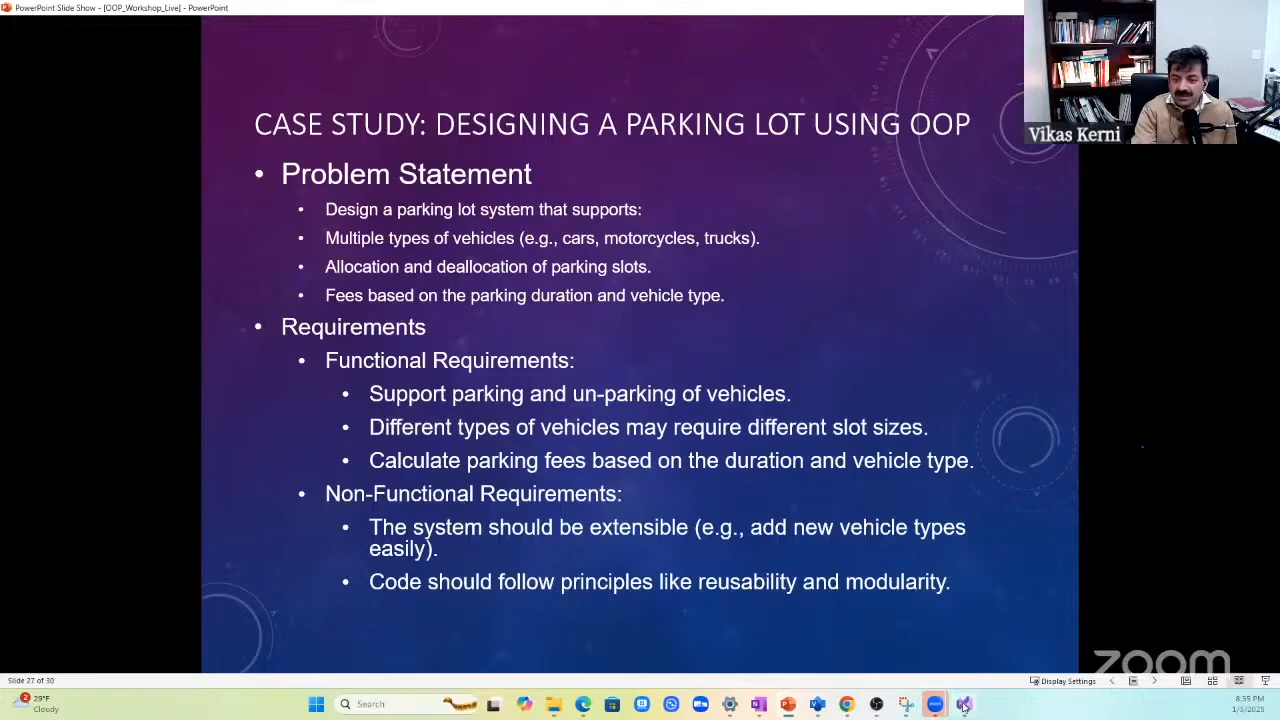 PowerPoint Slide Show - [OOP_Workshop_Live] - PowerPoint
CASE STUDY: DESIGNING A PARKING LOT USING OOP
Vikas Kerni
• Problem Statement
• Design a parking lot system that supports:
• Multiple types of vehicles (e.g., cars, motorcycles, trucks).
• Allocation and deallocation of parking slots.
• Fees based on the parking duration and vehicle type.
• Requirements
• Functional Requirements:
• Support parking and un-parking of vehicles.
• Different types of vehicles may require different slot sizes.
• Calculate parking fees based on the duration and vehicle type.
• Non-Functional Requirements:
• The system should be extensible (e.g., add new vehicle types
easily).
• Code should follow principles like reusability and modularity.
zoom
Slide 27 of 30
Display Settings
2
29°F
Cloudy
Search
zoom
8:35 PM
1/5/2025